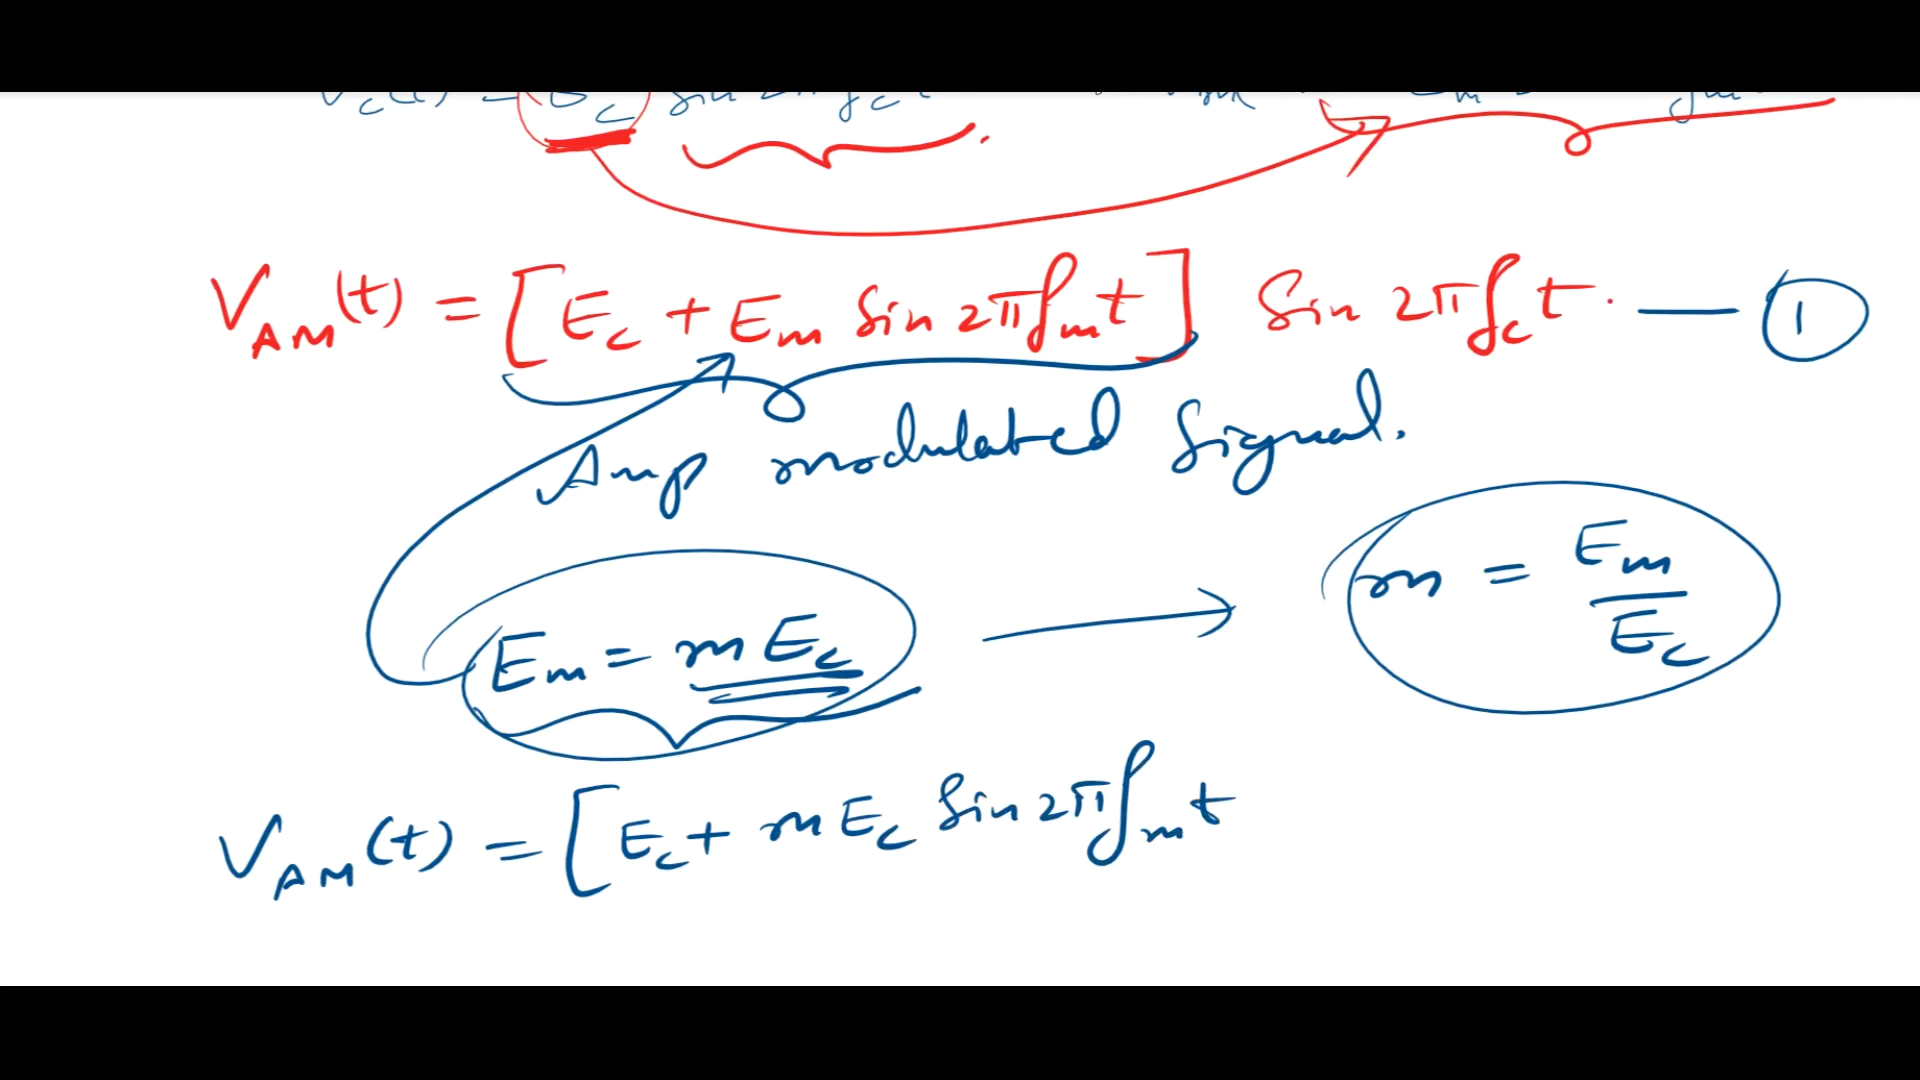 V_AM(t) = [E_c + E_m Sin 2πf_m t] Sin 2πf_c t. — 1
Amp modulated Signal.
E_m = m E_c → m = E_m / E_c
V_AM(t) = [E_c + m E_c Sin 2πf_m t